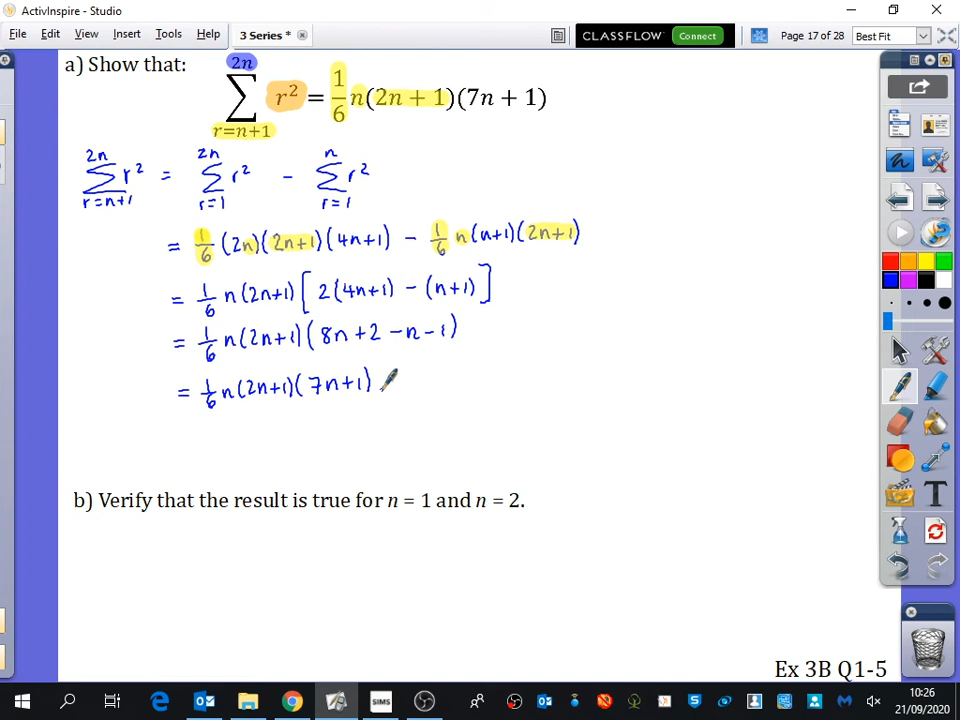 ActivInspire - Studio
File Edit View Insert Tools Help 3 Series * CLASSFLOW Connect Page 17 of 28 Best Fit
a) Show that:
2n
∑ r² = 1/6 n(2n + 1)(7n + 1)
r=n+1
2n 2n n
∑ r² = ∑ r² - ∑ r²
r=n+1 r=1 r=1
= 1/6 (2n)(2n+1)(4n+1) - 1/6 n(n+1)(2n+1)
= 1/6 n(2n+1)[2(4n+1) - (n+1)]
= 1/6 n(2n+1)(8n+2-n-1)
= 1/6 n(2n+1)(7n+1)
b) Verify that the result is true for n = 1 and n = 2.
Ex 3B Q1-5
SIMS
10:26
21/09/2020